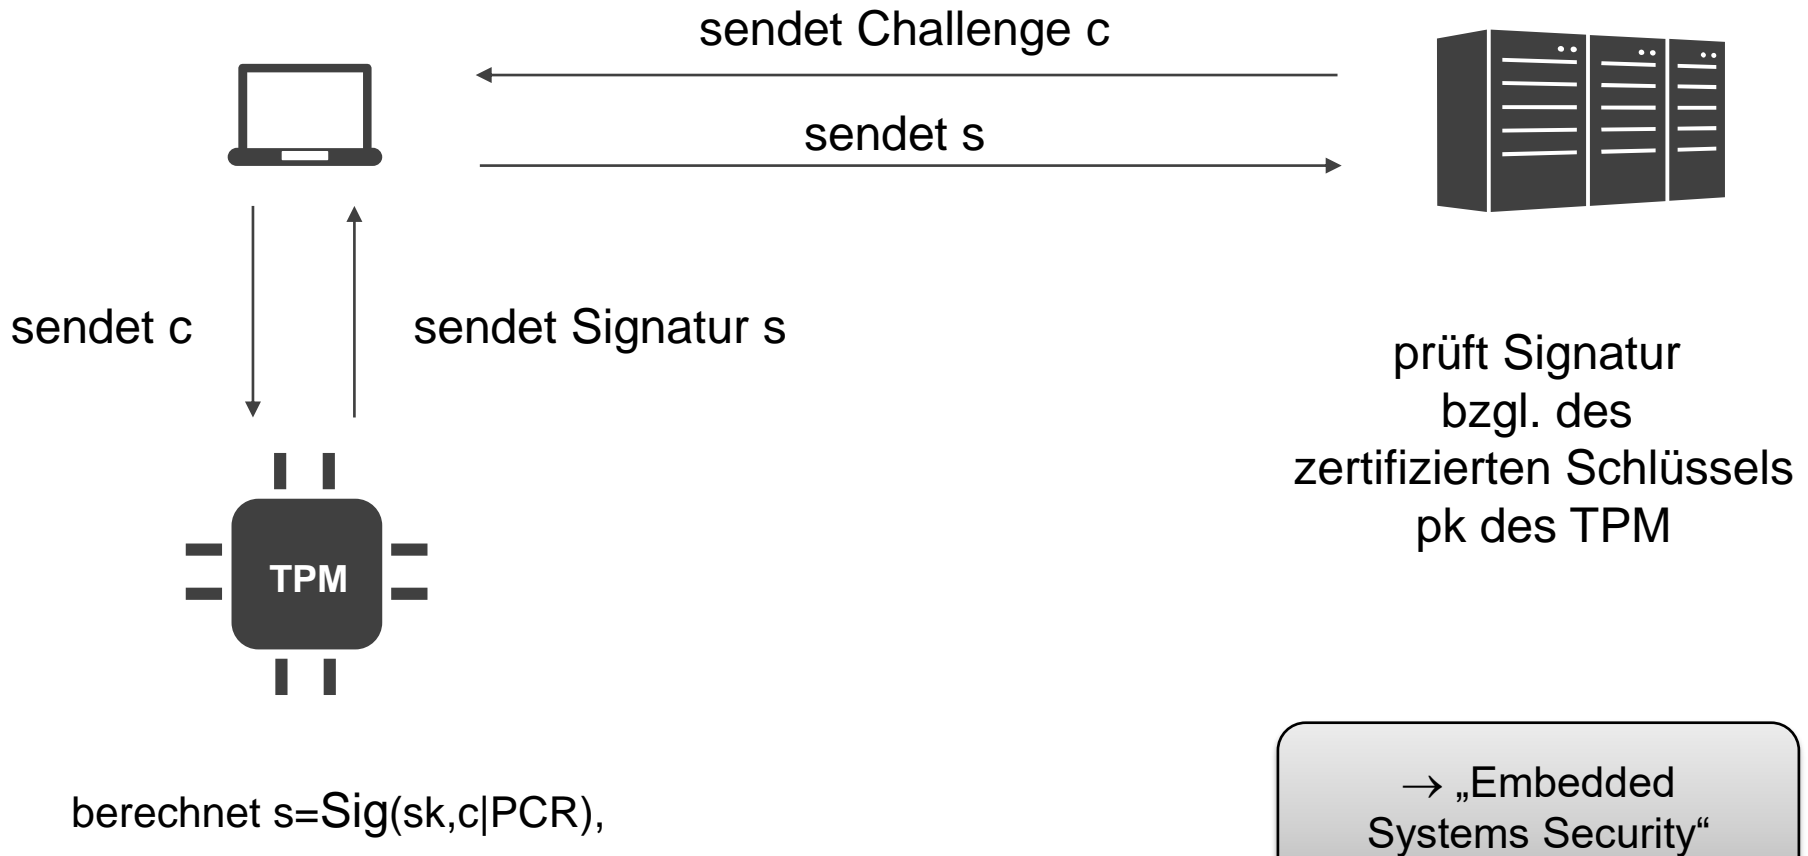 sendet Challenge c
sendet s
sendet c
sendet Signatur s
prüft Signatur
bzgl. des
zertifizierten Schlüssels
pk des TPM
TPM
berechnet s=Sig(sk,c|PCR),
→ „Embedded
Systems Security“